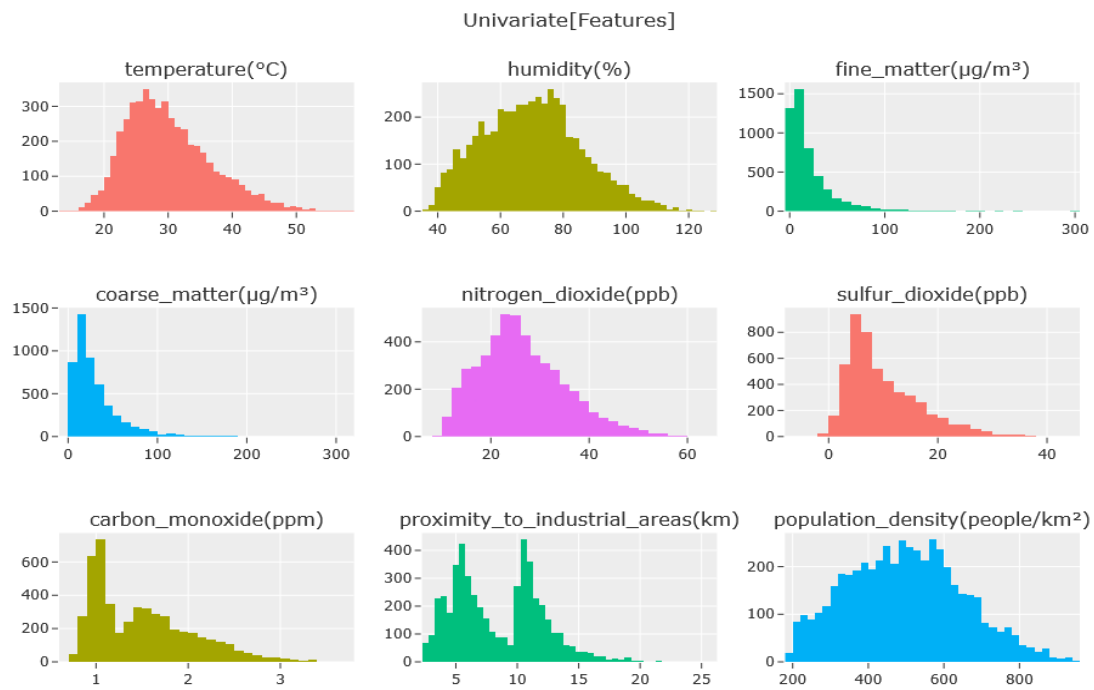 Univariate[Features]
temperature(°C)
300
200
100
0
20 30 40 50
humidity(%)
200
100
0
40 60 80 100 120
fine_matter(µg/m³)
1500
1000
500
0
0 100 200 300
coarse_matter(µg/m³)
1500
1000
500
0
0 100 200 300
nitrogen_dioxide(ppb)
400
200
0
20 40 60
sulfur_dioxide(ppb)
800
600
400
200
0
0 20 40
carbon_monoxide(ppm)
600
400
200
0
1 2 3
proximity_to_industrial_areas(km)
400
300
200
100
0
5 10 15 20 25
population_density(people/km²)
200
100
0
200 400 600 800